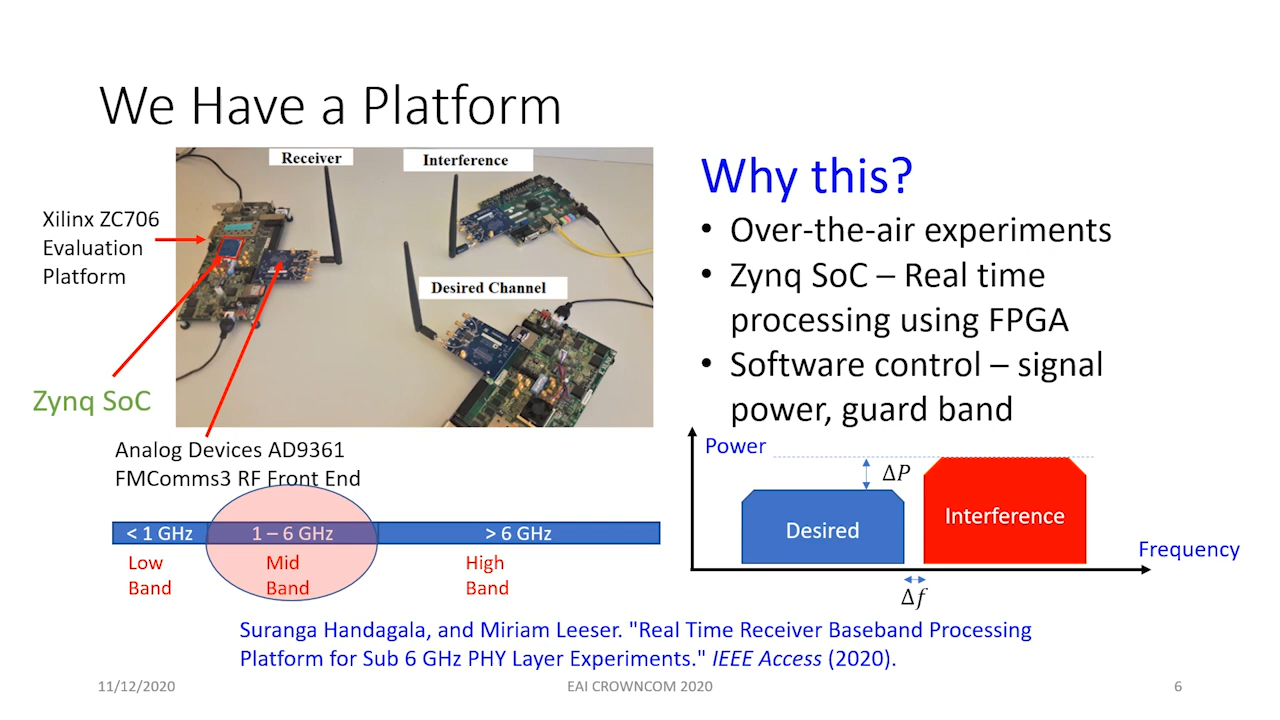 We Have a Platform
Receiver
Interference
Desired Channel
Xilinx ZC706
Evaluation
Platform
Zynq SoC
Analog Devices AD9361
FMComms3 RF Front End
< 1 GHz
1 – 6 GHz
> 6 GHz
Low
Band
Mid
Band
High
Band
Why this?
• Over-the-air experiments
• Zynq SoC – Real time
processing using FPGA
• Software control – signal
power, guard band
Power
ΔP
Desired
Interference
Frequency
Δf
Suranga Handagala, and Miriam Leeser. "Real Time Receiver Baseband Processing
Platform for Sub 6 GHz PHY Layer Experiments." IEEE Access (2020).
11/12/2020
EAI CROWNCOM 2020
6